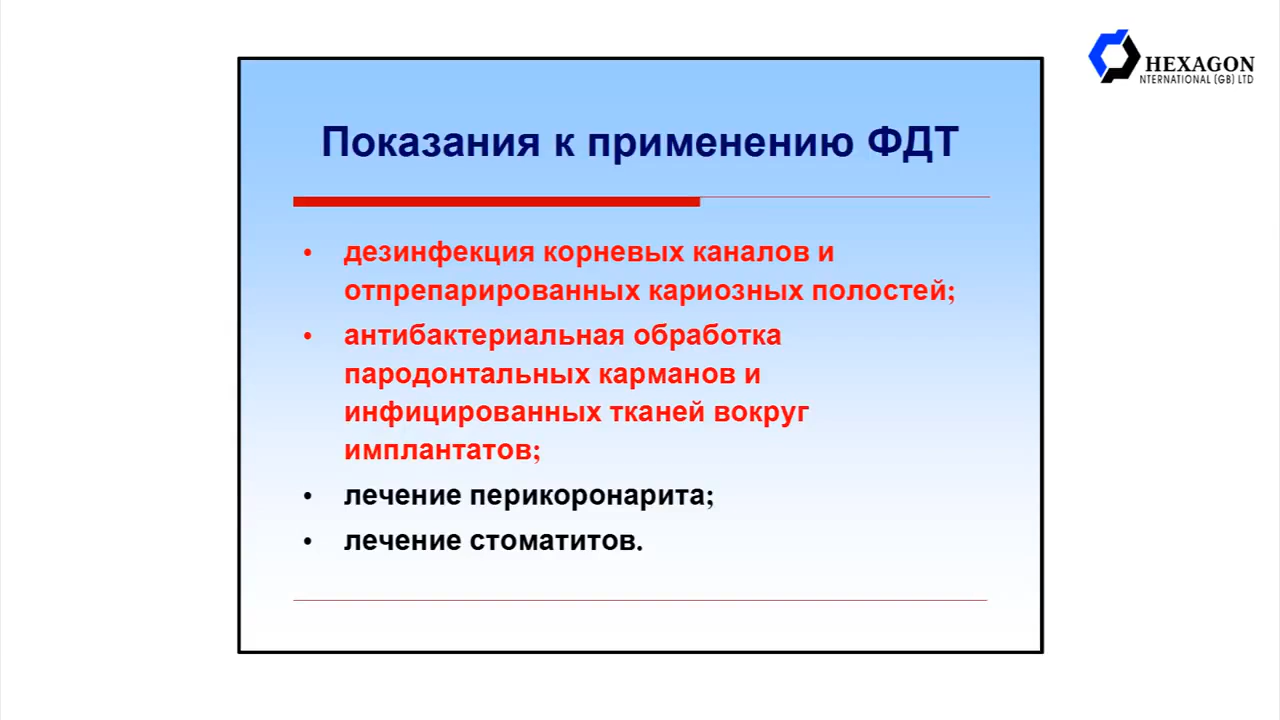 HEXAGON
NTERNATIONAL (GB) LTD
Показания к применению ФДТ
• дезинфекция корневых каналов и
отпрепарированных кариозных полостей;
• антибактериальная обработка
пародонтальных карманов и
инфицированных тканей вокруг
имплантатов;
• лечение перикоронарита;
• лечение стоматитов.